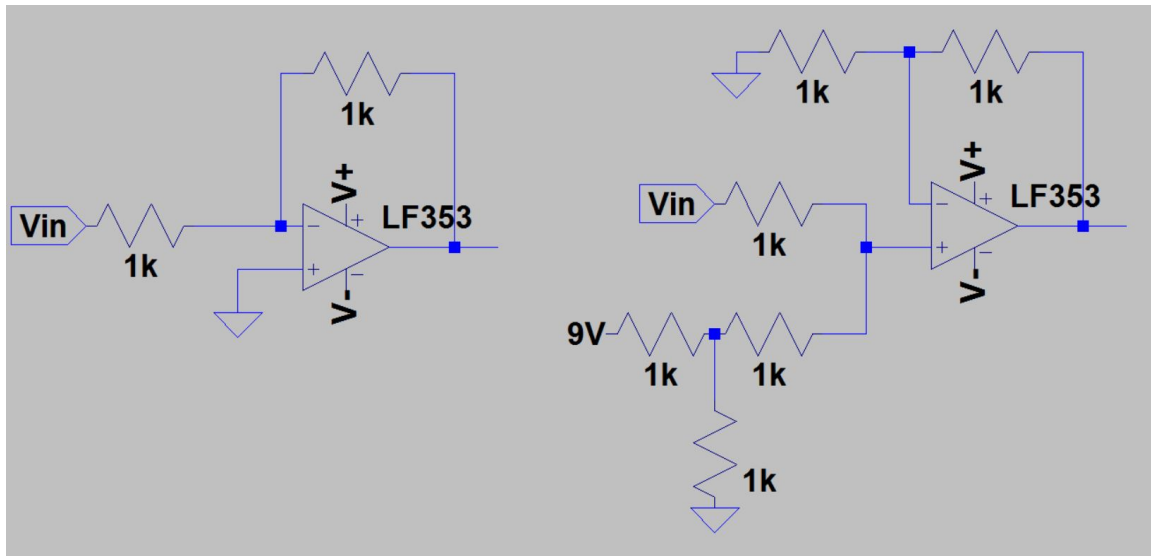 1k
V+
LF353
Vin
-
+
1k
+
-
V-
1k
1k
V+
LF353
Vin
-
+
1k
+
-
V-
9V
1k
1k
1k